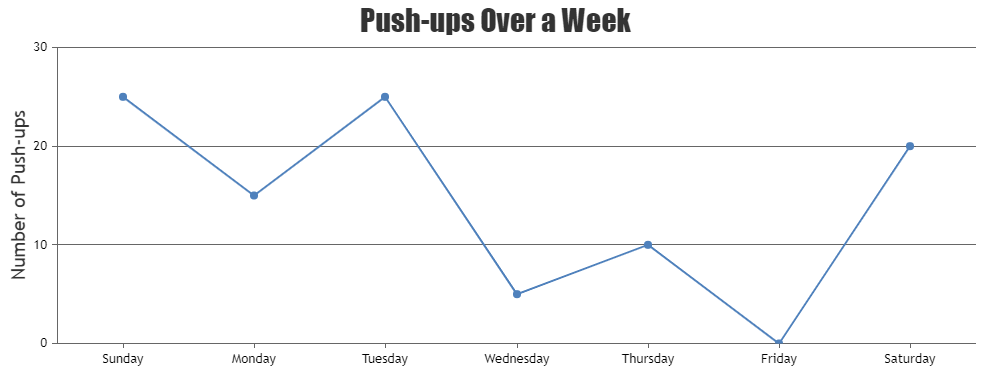 Push-ups Over a Week
Number of Push-ups
30
20
10
0
Sunday Monday Tuesday Wednesday Thursday Friday Saturday